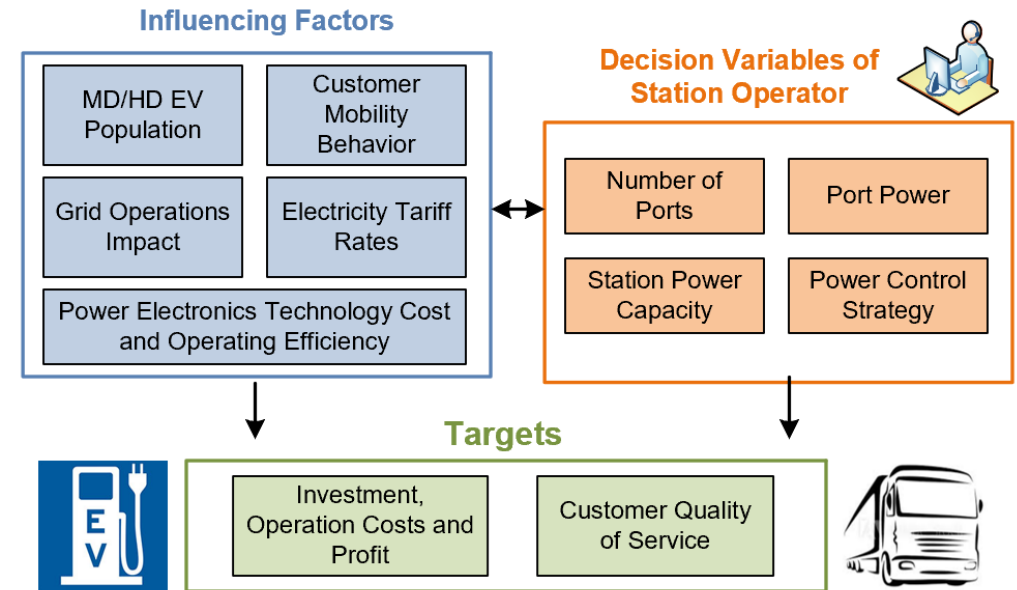 Influencing Factors
MD/HD EV
Population
Customer
Mobility
Behavior
Grid Operations
Impact
Electricity Tariff
Rates
Power Electronics Technology Cost
and Operating Efficiency
Decision Variables of
Station Operator
Number of
Ports
Port Power
Station Power
Capacity
Power Control
Strategy
Targets
Investment,
Operation Costs and
Profit
Customer Quality
of Service
E
V